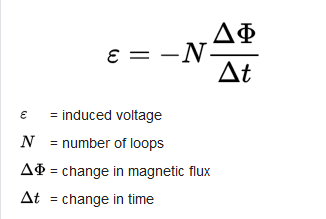 ε = −N ΔΦ/Δt
ε = induced voltage
N = number of loops
ΔΦ = change in magnetic flux
Δt = change in time